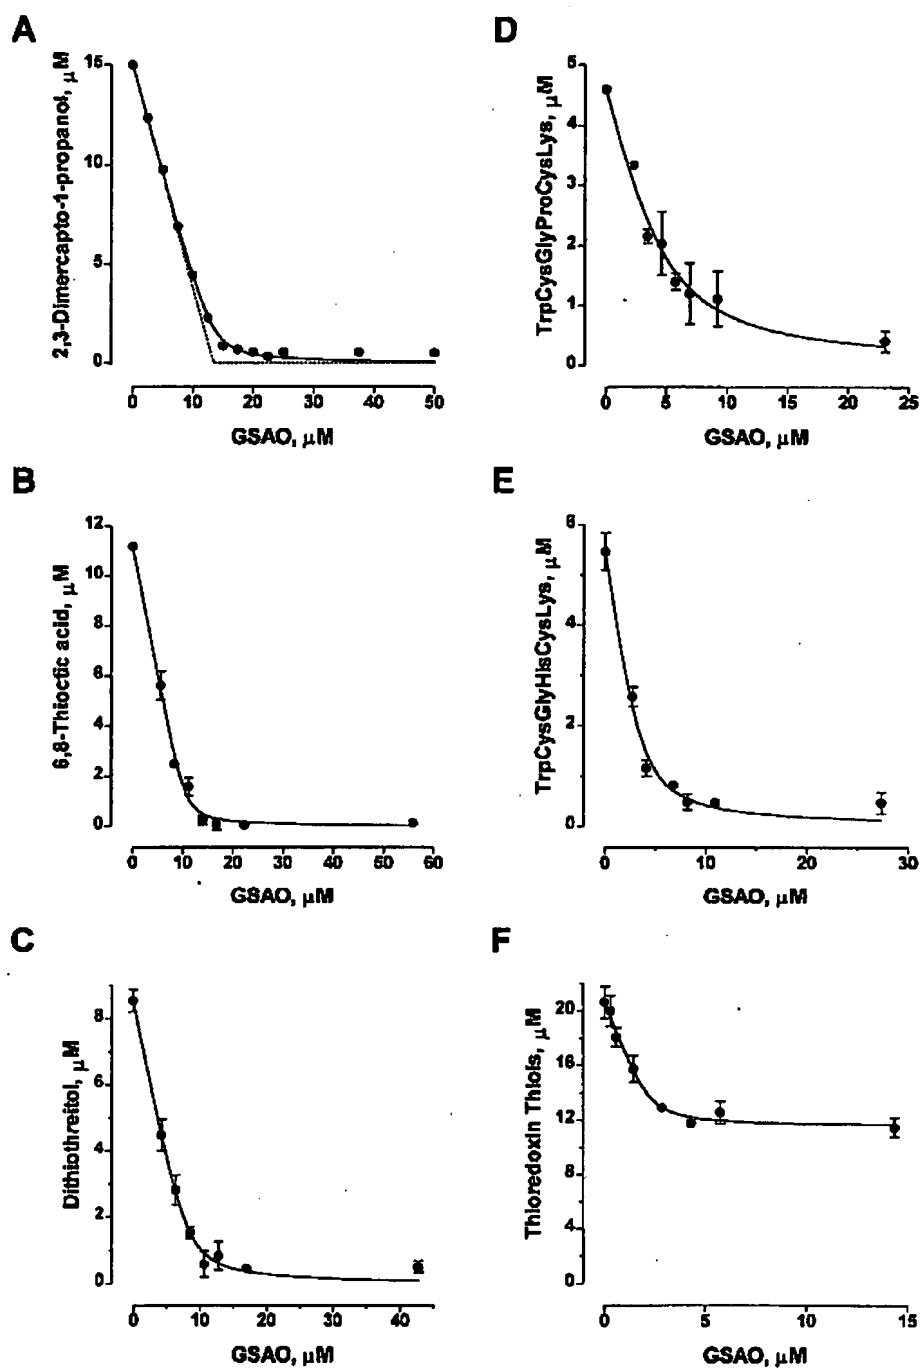 A
2,3-Dimercapto-1-propanol, μM
15
10
5
0
0 10 20 30 40 50
GSAO, μM
B
6,8-Thioctic acid, μM
12
10
8
6
4
2
0
0 10 20 30 40 50 60
GSAO, μM
C
Dithiothreitol, μM
8
6
4
2
0
0 10 20 30 40
GSAO, μM
D
TrpCysGlyProCysLys, μM
5
4
3
2
1
0
0 5 10 15 20 25
GSAO, μM
E
TrpCysGlyHisCysLys, μM
6
4
2
0
0 10 20 30
GSAO, μM
F
Thioredoxin Thiols, μM
20
16
12
8
4
0
0 5 10 15
GSAO, μM